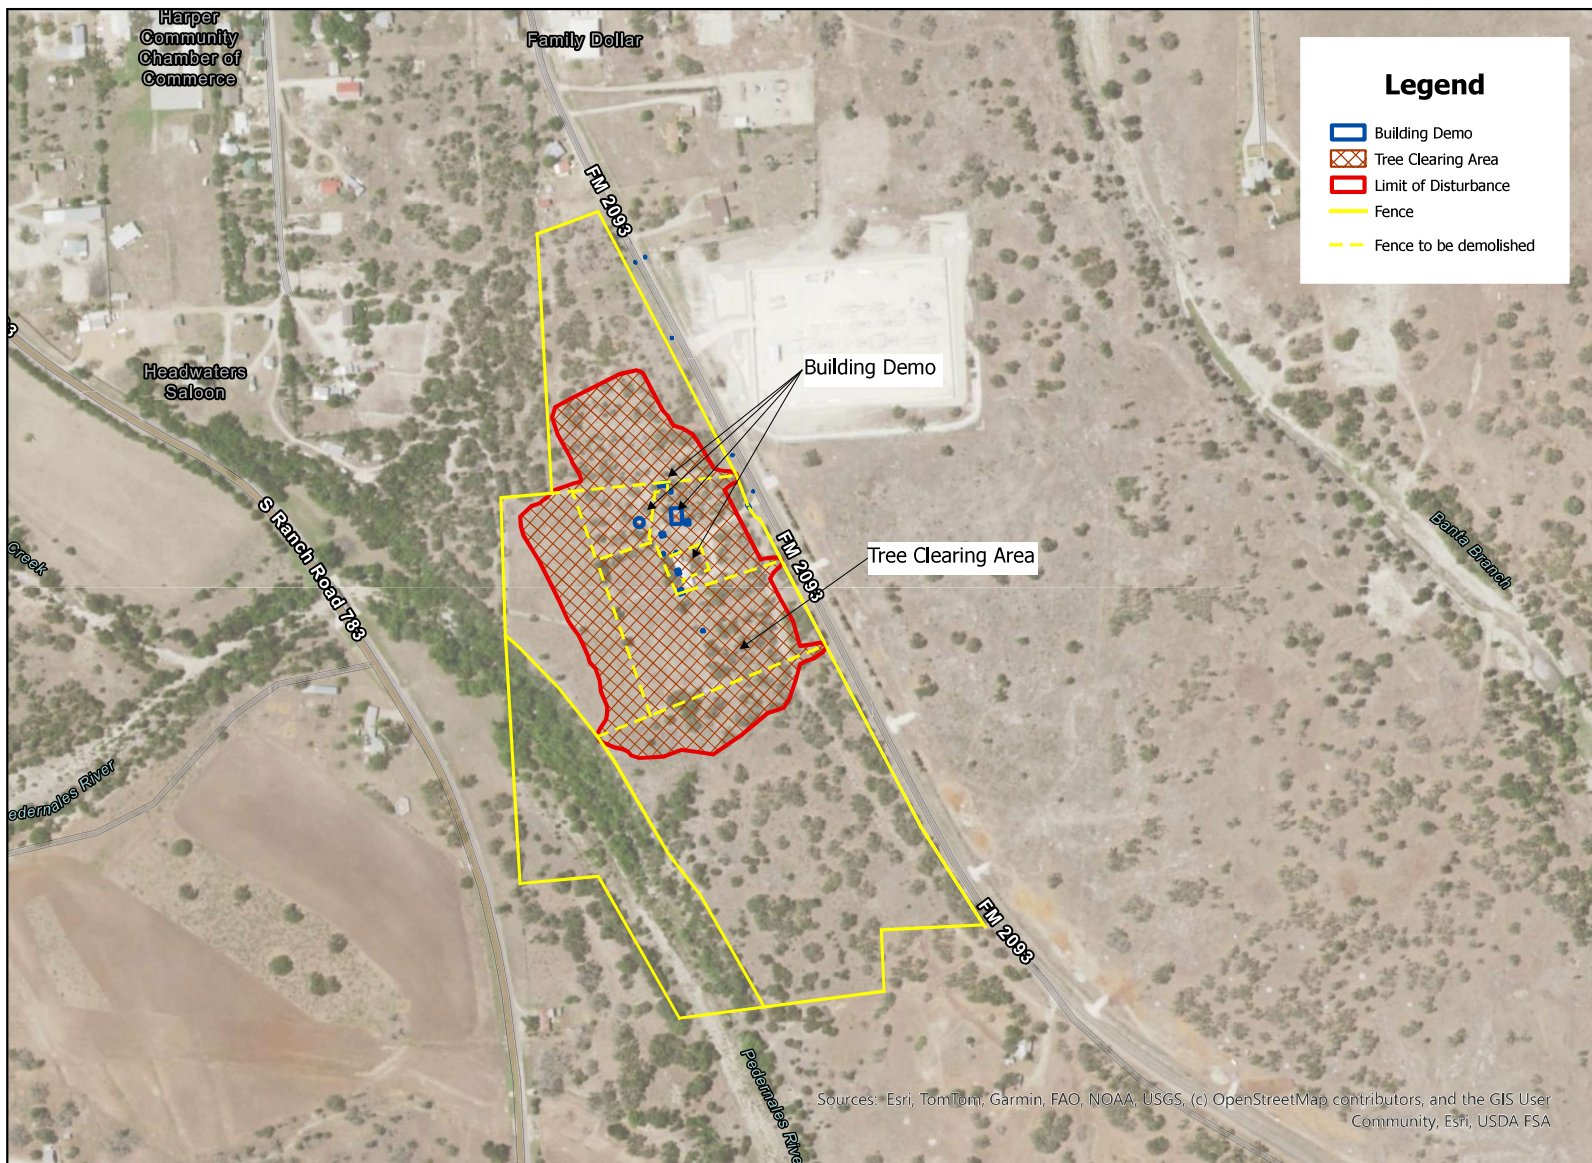 Harper
Community
Chamber of
Commerce
Family Dollar
Legend
Building Demo
Tree Clearing Area
Limit of Disturbance
Fence
Fence to be demolished
FM 2093
3
Headwaters
Saloon
Building Demo
S Ranch Road 783
Creek
FM 2093
Tree Clearing Area
Banta Branch
edernales River
FM 2093
Pedernales River
Sources: Esri, TomTom, Garmin, FAO, NOAA, USGS, (c) OpenStreetMap contributors, and the GIS User
Community, Esri, USDA FSA